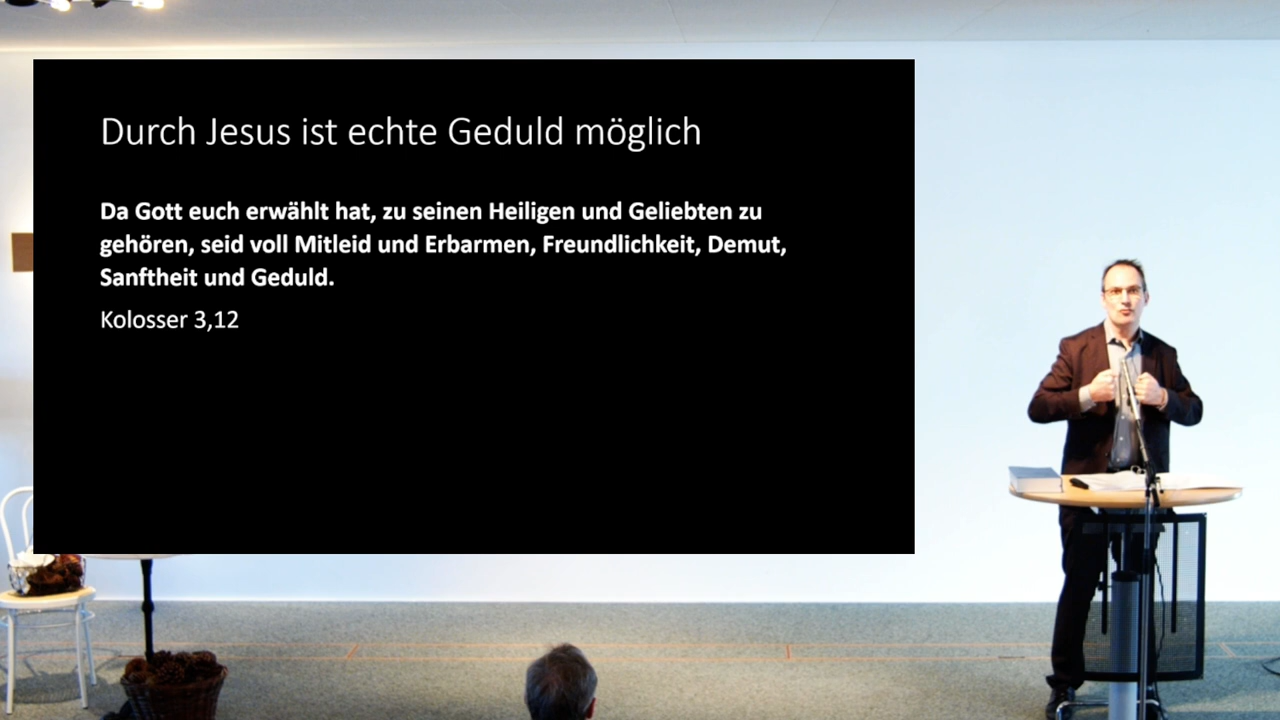 Durch Jesus ist echte Geduld möglich
Da Gott euch erwählt hat, zu seinen Heiligen und Geliebten zu
gehören, seid voll Mitleid und Erbarmen, Freundlichkeit, Demut,
Sanftheit und Geduld.
Kolosser 3,12